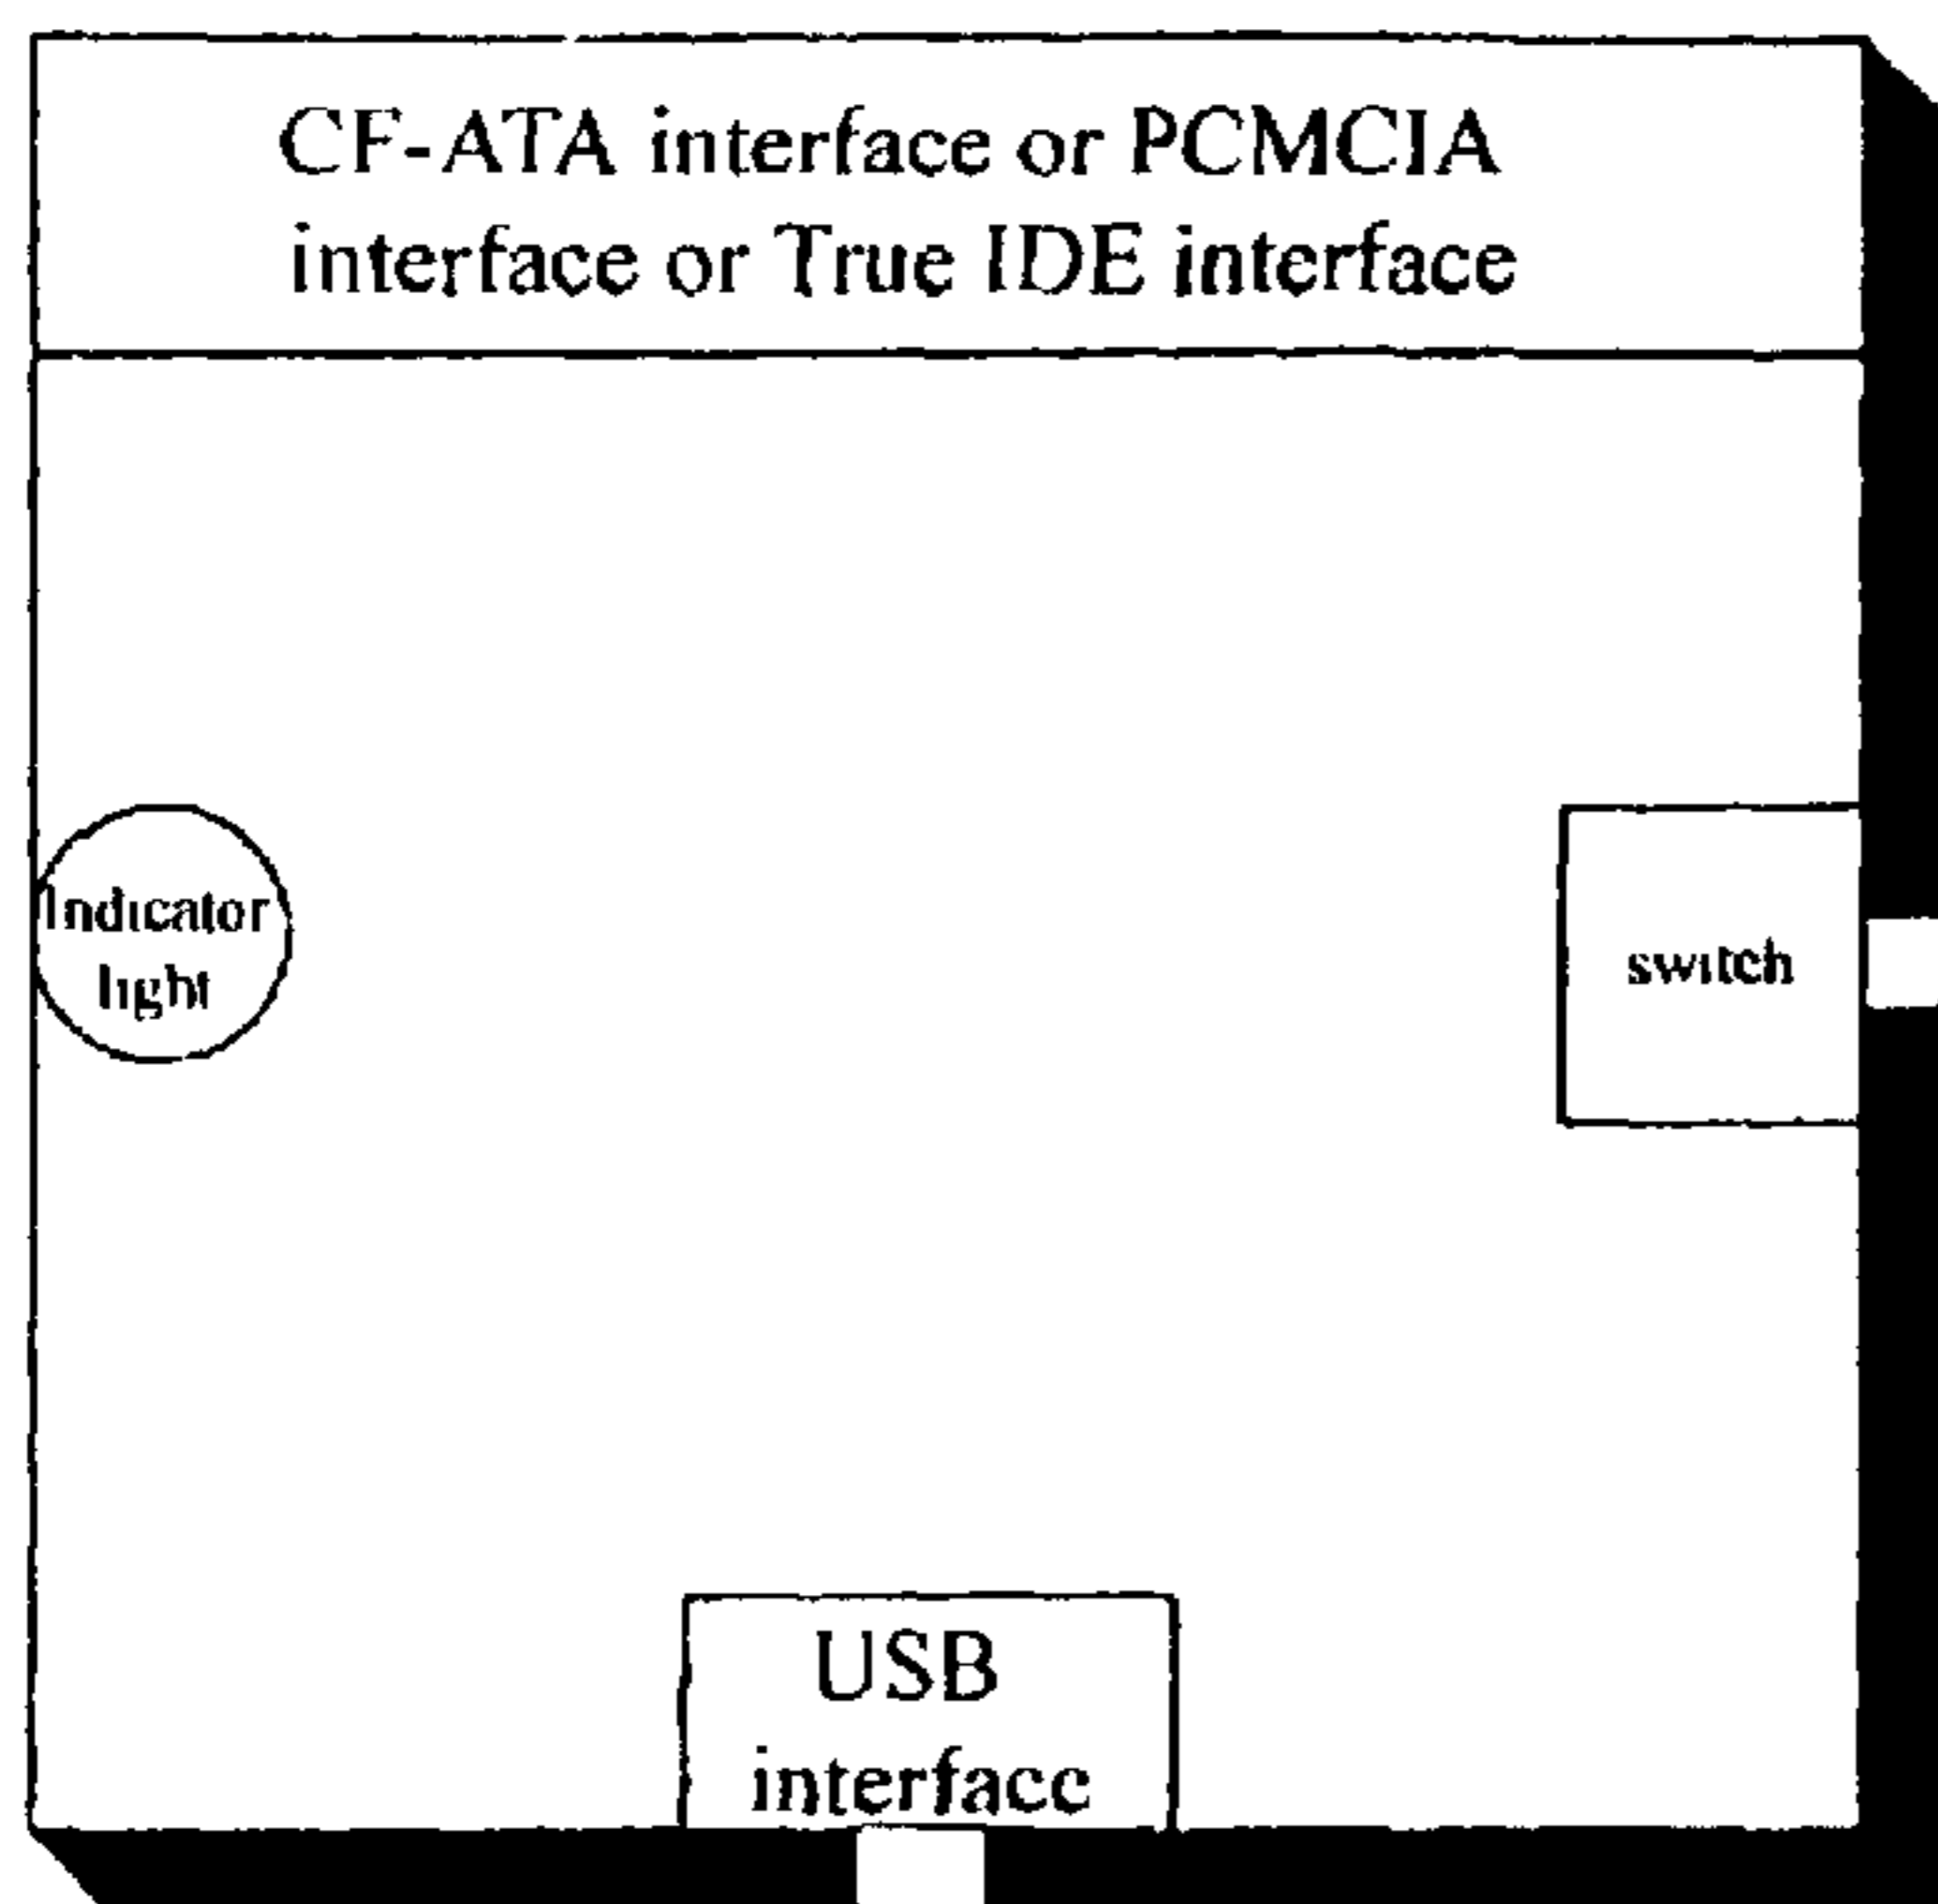 CF-ATA interface or PCMCIA
interface or True IDE interface
Indicator
light
switch
USB
interface